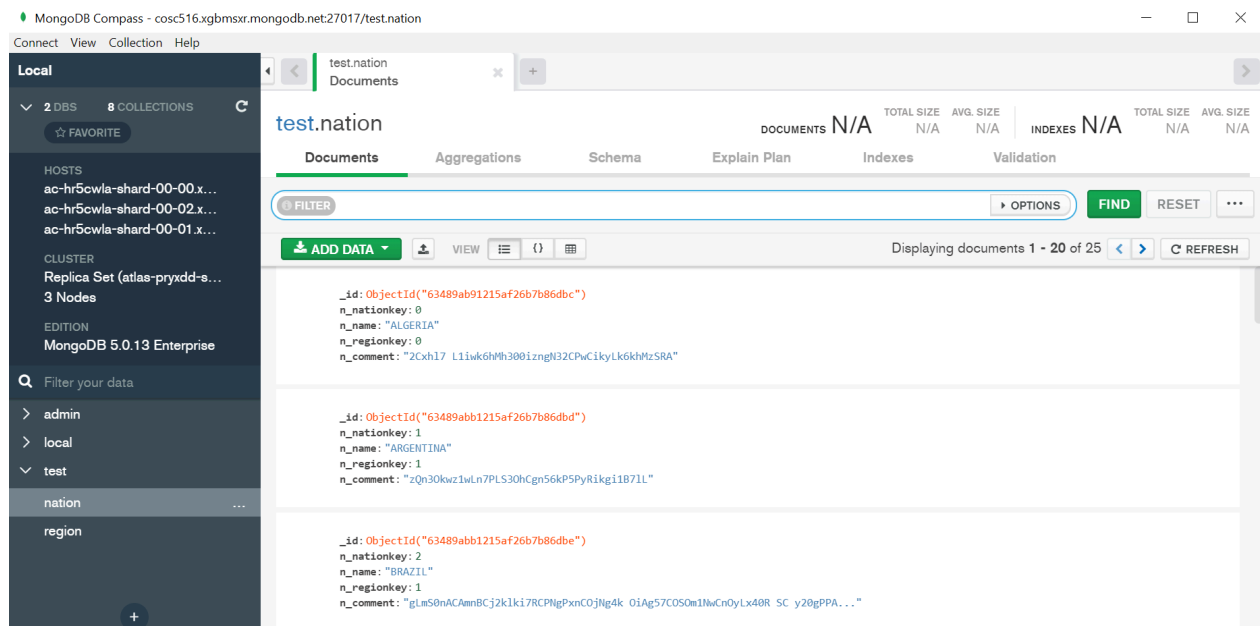 MongoDB Compass - cosc516.xgbmsxr.mongodb.net:27017/test.nation
Connect View Collection Help
Local
2 DBS 8 COLLECTIONS
FAVORITE
HOSTS
ac-hr5cwla-shard-00-00.x...
ac-hr5cwla-shard-00-02.x...
ac-hr5cwla-shard-00-01.x...
CLUSTER
Replica Set (atlas-pryxdd-s...
3 Nodes
EDITION
MongoDB 5.0.13 Enterprise
Filter your data
admin
local
test
nation ...
region
+
test.nation
Documents
+
test.nation
DOCUMENTS N/A TOTAL SIZE N/A AVG. SIZE N/A INDEXES N/A TOTAL SIZE N/A AVG. SIZE N/A
Documents Aggregations Schema Explain Plan Indexes Validation
FILTER OPTIONS FIND RESET ...
ADD DATA VIEW {} Displaying documents 1 - 20 of 25 < > REFRESH
_id: ObjectId("63489ab91215af26b7b86dbc")
n_nationkey: 0
n_name: "ALGERIA"
n_regionkey: 0
n_comment: "2Cxhl7 L1iwk6hMh300izngN32CPwCikyLk6khMzSRA"
_id: ObjectId("63489abb1215af26b7b86dbd")
n_nationkey: 1
n_name: "ARGENTINA"
n_regionkey: 1
n_comment: "zQn3Okwz1wLn7PLS3OhCgn56kP5PyRikgi1B7lL"
_id: ObjectId("63489abb1215af26b7b86dbe")
n_nationkey: 2
n_name: "BRAZIL"
n_regionkey: 1
n_comment: "gLmS0nACAmnBCj2klki7RCPNgPxnCOjNg4k OiAg57COSOm1NwCnOyLx40R SC y20gPPA..."